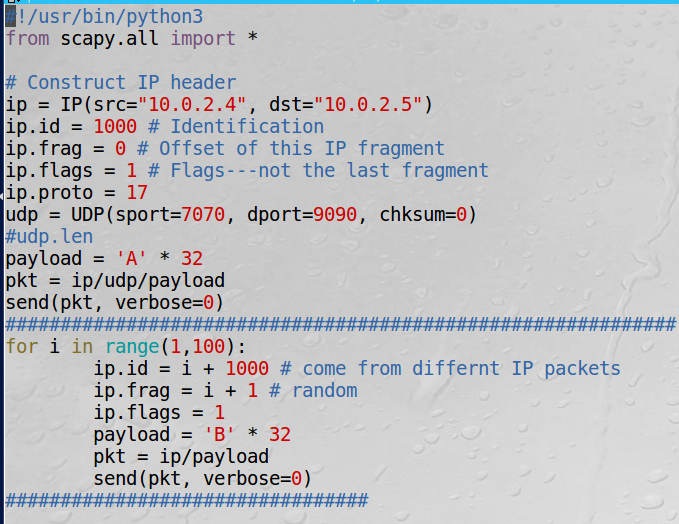 #!/usr/bin/python3
from scapy.all import *

# Construct IP header
ip = IP(src="10.0.2.4", dst="10.0.2.5")
ip.id = 1000 # Identification
ip.frag = 0 # Offset of this IP fragment
ip.flags = 1 # Flags---not the last fragment
ip.proto = 17
udp = UDP(sport=7070, dport=9090, chksum=0)
#udp.len
payload = 'A' * 32
pkt = ip/udp/payload
send(pkt, verbose=0)
#############################################################
for i in range(1,100):
        ip.id = i + 1000 # come from differnt IP packets
        ip.frag = i + 1 # random
        ip.flags = 1
        payload = 'B' * 32
        pkt = ip/payload
        send(pkt, verbose=0)
#################################